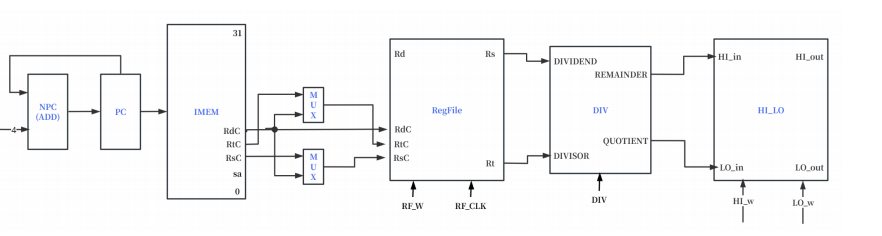 4
NPC
(ADD)
PC
31
IMEM
RdC
RtC
RsC
sa
0
M
U
X
M
U
X
Rd
Rs
RegFile
RdC
RtC
RsC
Rt
RF_W
RF_CLK
DIVIDEND
REMAINDER
DIV
QUOTIENT
DIVISOR
DIV
HI_in
HI_out
HI_LO
LO_in
LO_out
HI_w
LO_w